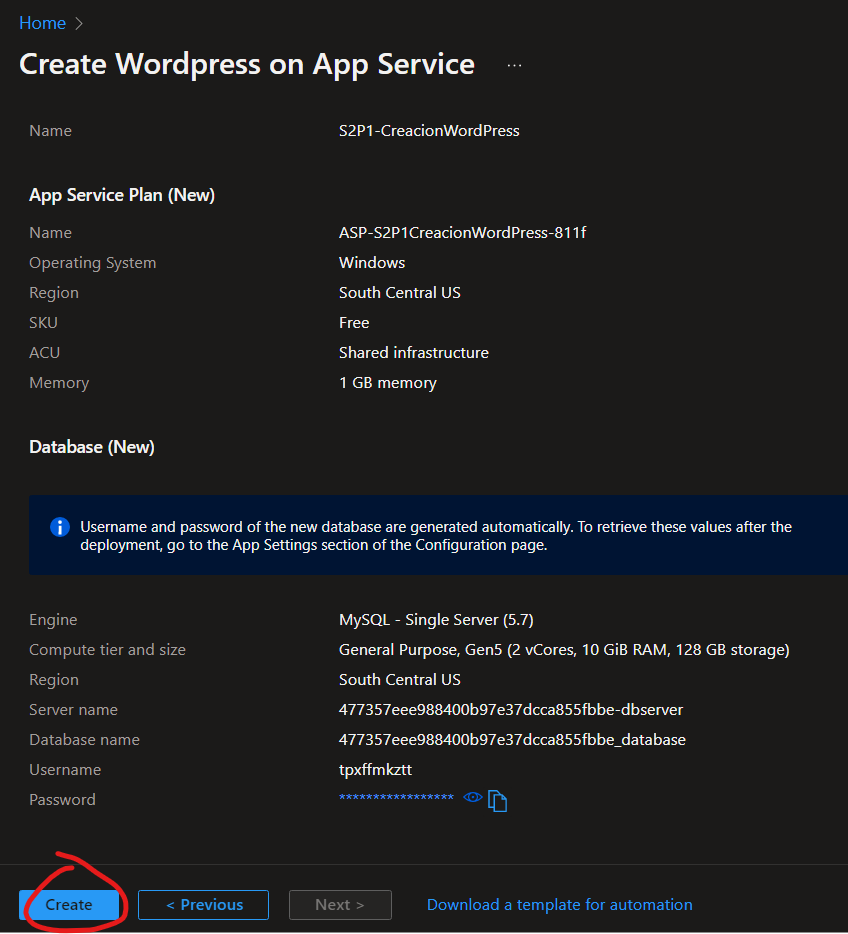 Home >
Create Wordpress on App Service ...
Name S2P1-CreacionWordPress
App Service Plan (New)
Name ASP-S2P1CreacionWordPress-811f
Operating System Windows
Region South Central US
SKU Free
ACU Shared infrastructure
Memory 1 GB memory
Database (New)
Username and password of the new database are generated automatically. To retrieve these values after the
deployment, go to the App Settings section of the Configuration page.
Engine MySQL - Single Server (5.7)
Compute tier and size General Purpose, Gen5 (2 vCores, 10 GiB RAM, 128 GB storage)
Region South Central US
Server name 477357eee988400b97e37dcca855fbbe-dbserver
Database name 477357eee988400b97e37dcca855fbbe_database
Username tpxffmkztt
Password *****************
Create < Previous Next > Download a template for automation